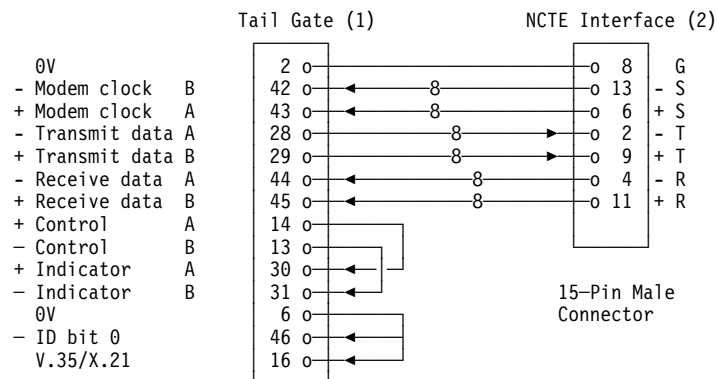 Tail Gate (1) NCTE Interface (2)
0V 2 o o 8 G
- Modem clock B 42 o 8 o 13 - S
+ Modem clock A 43 o 8 o 6 + S
- Transmit data A 28 o 8 o 2 - T
+ Transmit data B 29 o 8 o 9 + T
- Receive data A 44 o 8 o 4 - R
+ Receive data B 45 o 8 o 11 + R
+ Control A 14 o
— Control B 13 o
+ Indicator A 30 o
— Indicator B 31 o 15—Pin Male
0V 6 o Connector
— ID bit 0 46 o
V.35/X.21 16 o